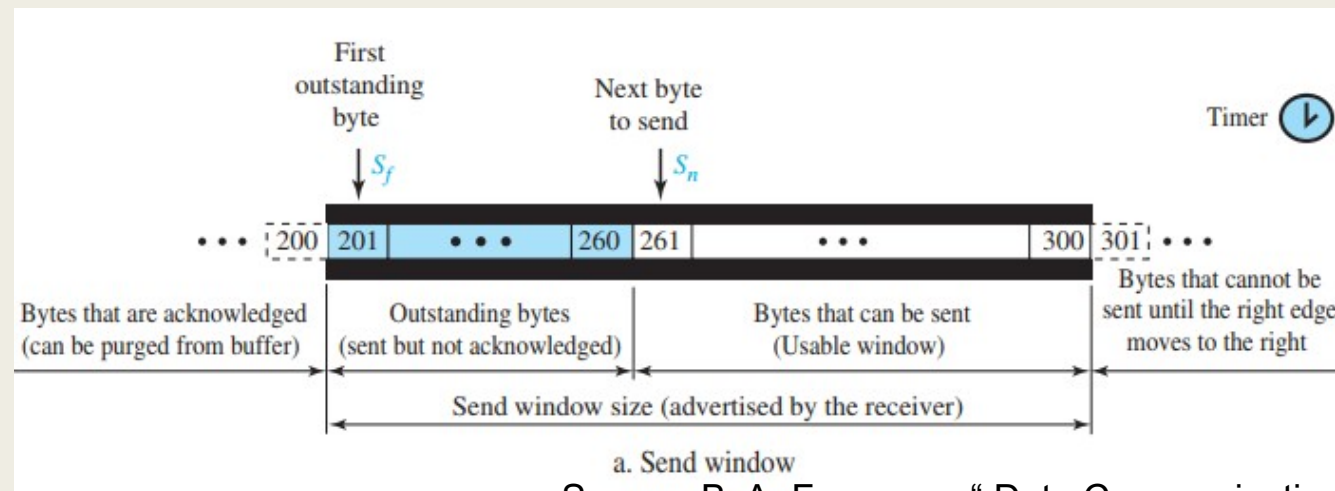 First
outstanding
byte
Next byte
to send
Timer
S_f
S_n
• • • 200 201 • • • 260 261 • • • 300 301 • • •
Bytes that are acknowledged
(can be purged from buffer)
Outstanding bytes
(sent but not acknowledged)
Bytes that can be sent
(Usable window)
Bytes that cannot be
sent until the right edge
moves to the right
Send window size (advertised by the receiver)
a. Send window